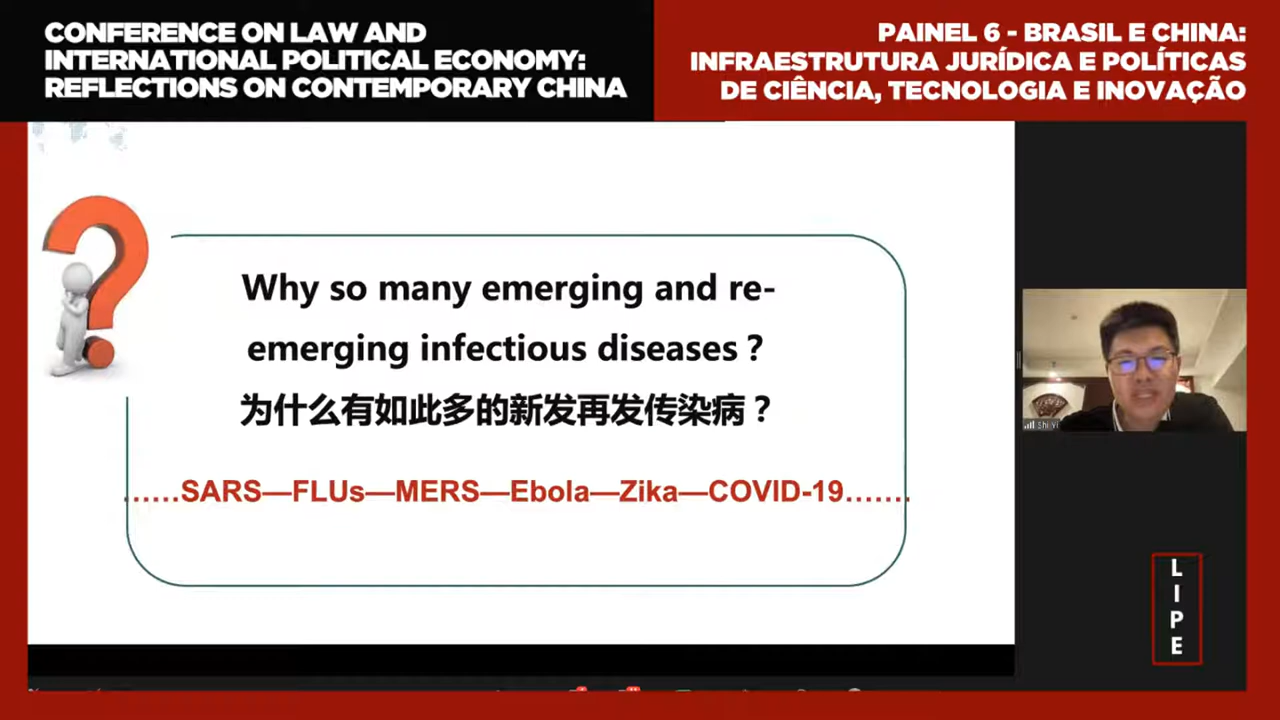 CONFERENCE ON LAW AND
INTERNATIONAL POLITICAL ECONOMY:
REFLECTIONS ON CONTEMPORARY CHINA
PAINEL 6 - BRASIL E CHINA:
INFRAESTRUTURA JURÍDICA E POLÍTICAS
DE CIÊNCIA, TECNOLOGIA E INOVAÇÃO
Why so many emerging and re-
emerging infectious diseases ?
为什么有如此多的新发再发传染病？
……SARS—FLUs—MERS—Ebola—Zika—COVID-19…….
Shi Yi
L
I
P
E